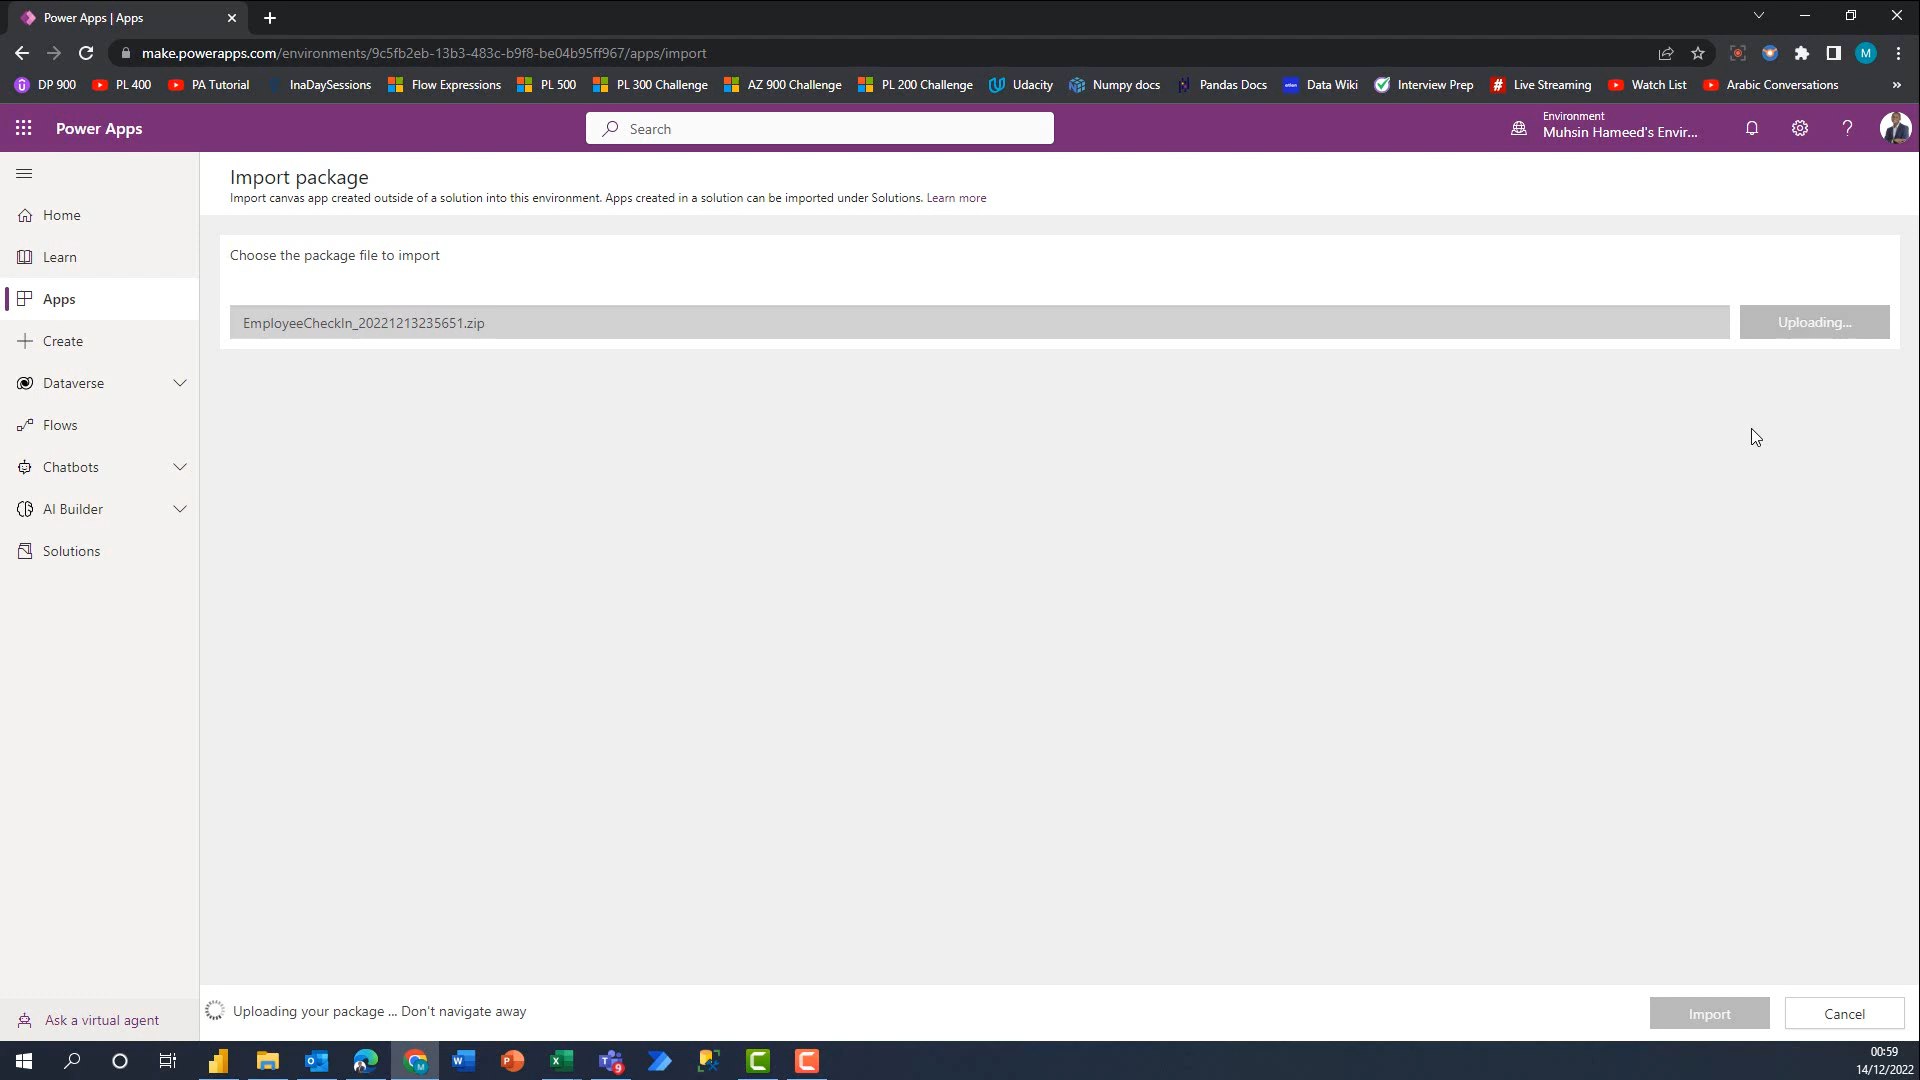 Power Apps | Apps
make.powerapps.com/environments/9c5fb2eb-13b3-483c-b9f8-be04b95ff967/apps/import
M
DP 900
PL 400
PA Tutorial
InaDaySessions
Flow Expressions
PL 500
PL 300 Challenge
AZ 900 Challenge
PL 200 Challenge
Udacity
Numpy docs
Pandas Docs
Data Wiki
Interview Prep
Live Streaming
Watch List
Arabic Conversations
»
Power Apps
Search
Environment
Muhsin Hameed's Envir...
Import package
Import canvas app created outside of a solution into this environment. Apps created in a solution can be imported under Solutions. Learn more
Home
Learn
Apps
Create
Dataverse
Flows
Chatbots
AI Builder
Solutions
Ask a virtual agent
Choose the package file to import
EmployeeCheckIn_20221213235651.zip
Uploading...
Uploading your package ... Don't navigate away
Import
Cancel
00:59
14/12/2022